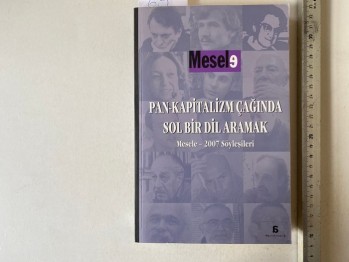 Mesele
PAN-KAPİTALİZM ÇAĞINDA
SOL BİR DİL ARAMAK
Mesele - 2007 Söyleşileri